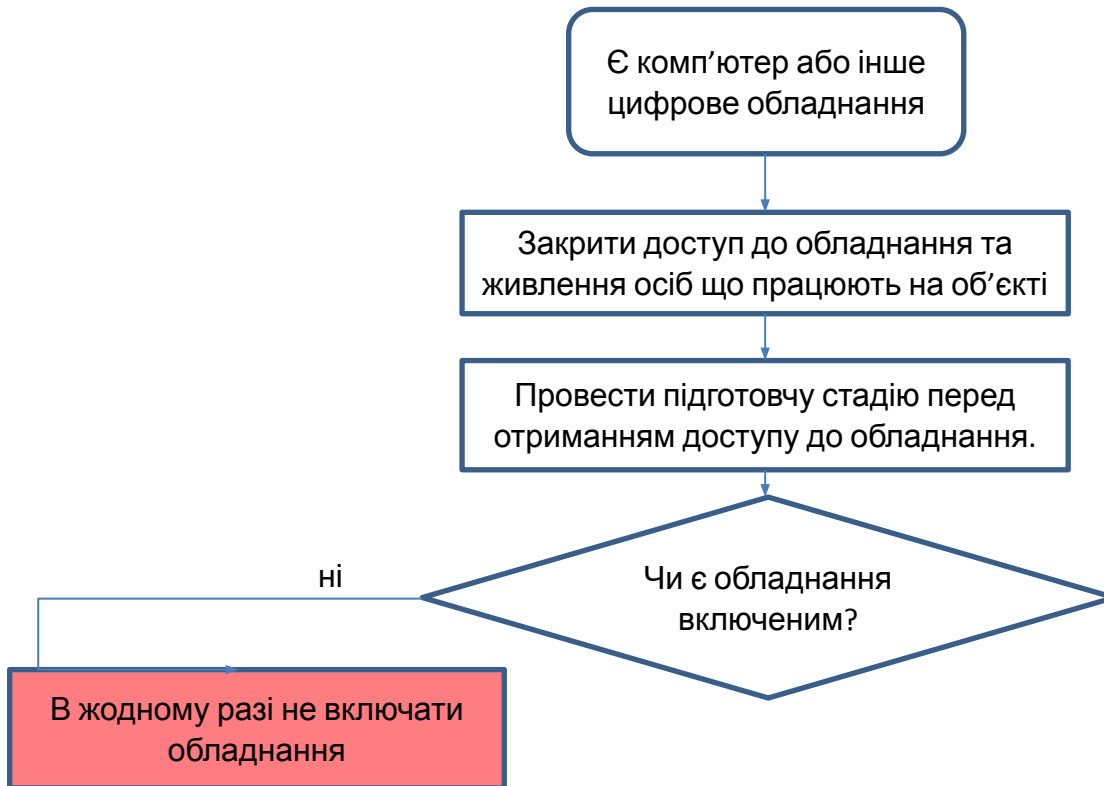 Є комп’ютер або інше
цифрове обладнання
Закрити доступ до обладнання та
живлення осіб що працюють на об’єкті
Провести підготовчу стадію перед
отриманням доступу до обладнання.
Чи є обладнання
включеним?
ні
В жодному разі не включати
обладнання